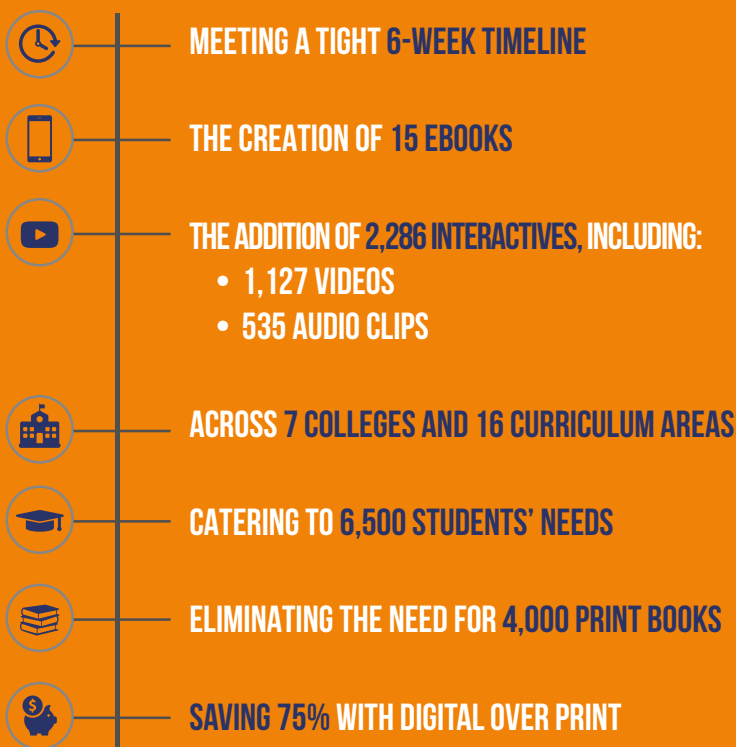 MEETING A TIGHT 6-WEEK TIMELINE
THE CREATION OF 15 EBOOKS
THE ADDITION OF 2,286 INTERACTIVES, INCLUDING:
• 1,127 VIDEOS
• 535 AUDIO CLIPS
ACROSS 7 COLLEGES AND 16 CURRICULUM AREAS
CATERING TO 6,500 STUDENTS’ NEEDS
ELIMINATING THE NEED FOR 4,000 PRINT BOOKS
$
SAVING 75% WITH DIGITAL OVER PRINT